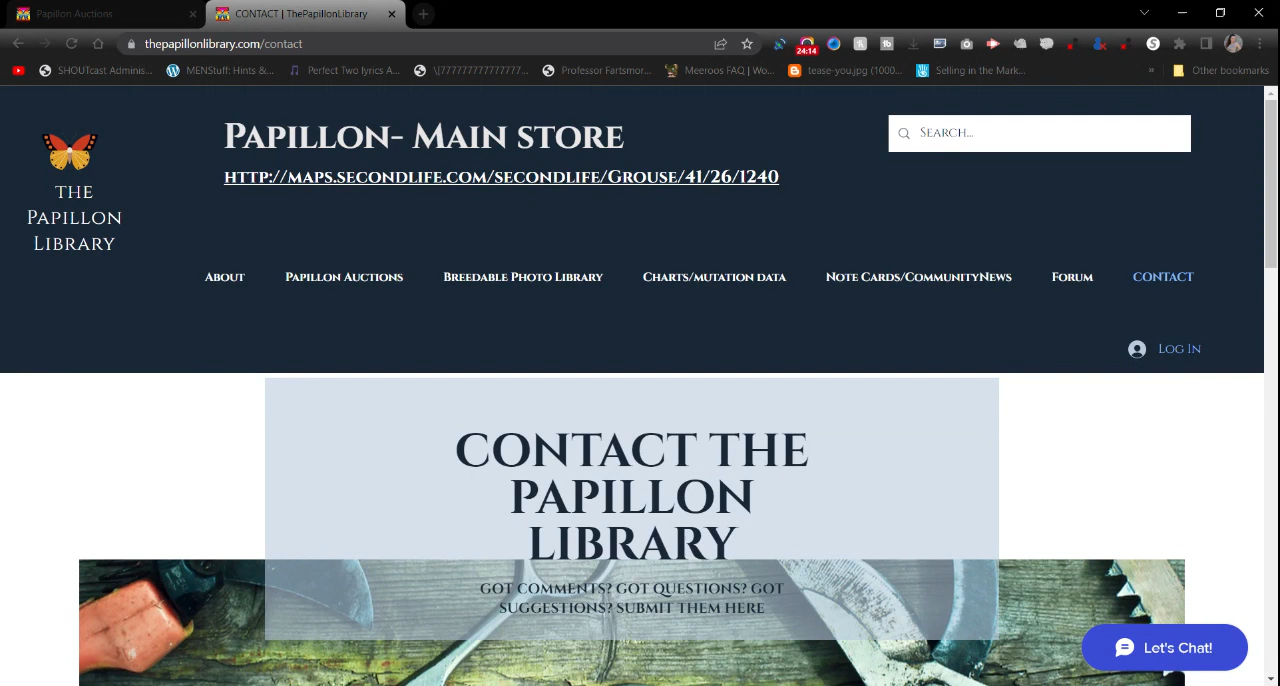 Papillon Auctions
CONTACT | ThePapillonLibrary
thepapillonlibrary.com/contact
24:14
SHOUTcast Adminis...
MENStuff: Hints &...
Perfect Two lyrics A...
\[777777777777777...
Professor Fartsmor...
Meeroos FAQ | Wo...
tease-you.jpg (1000...
Selling in the Mark...
»
Other bookmarks
THE
Papillon
Library
Papillon- Main store
http://maps.secondlife.com/secondlife/Grouse/41/26/1240
Search...
About
Papillon Auctions
Breedable Photo Library
Charts/mutation data
Note Cards/CommunityNews
Forum
CONTACT
Log In
CONTACT THE
PAPILLON
LIBRARY
GOT COMMENTS? GOT QUESTIONS? GOT
SUGGESTIONS? SUBMIT THEM HERE
Let's Chat!